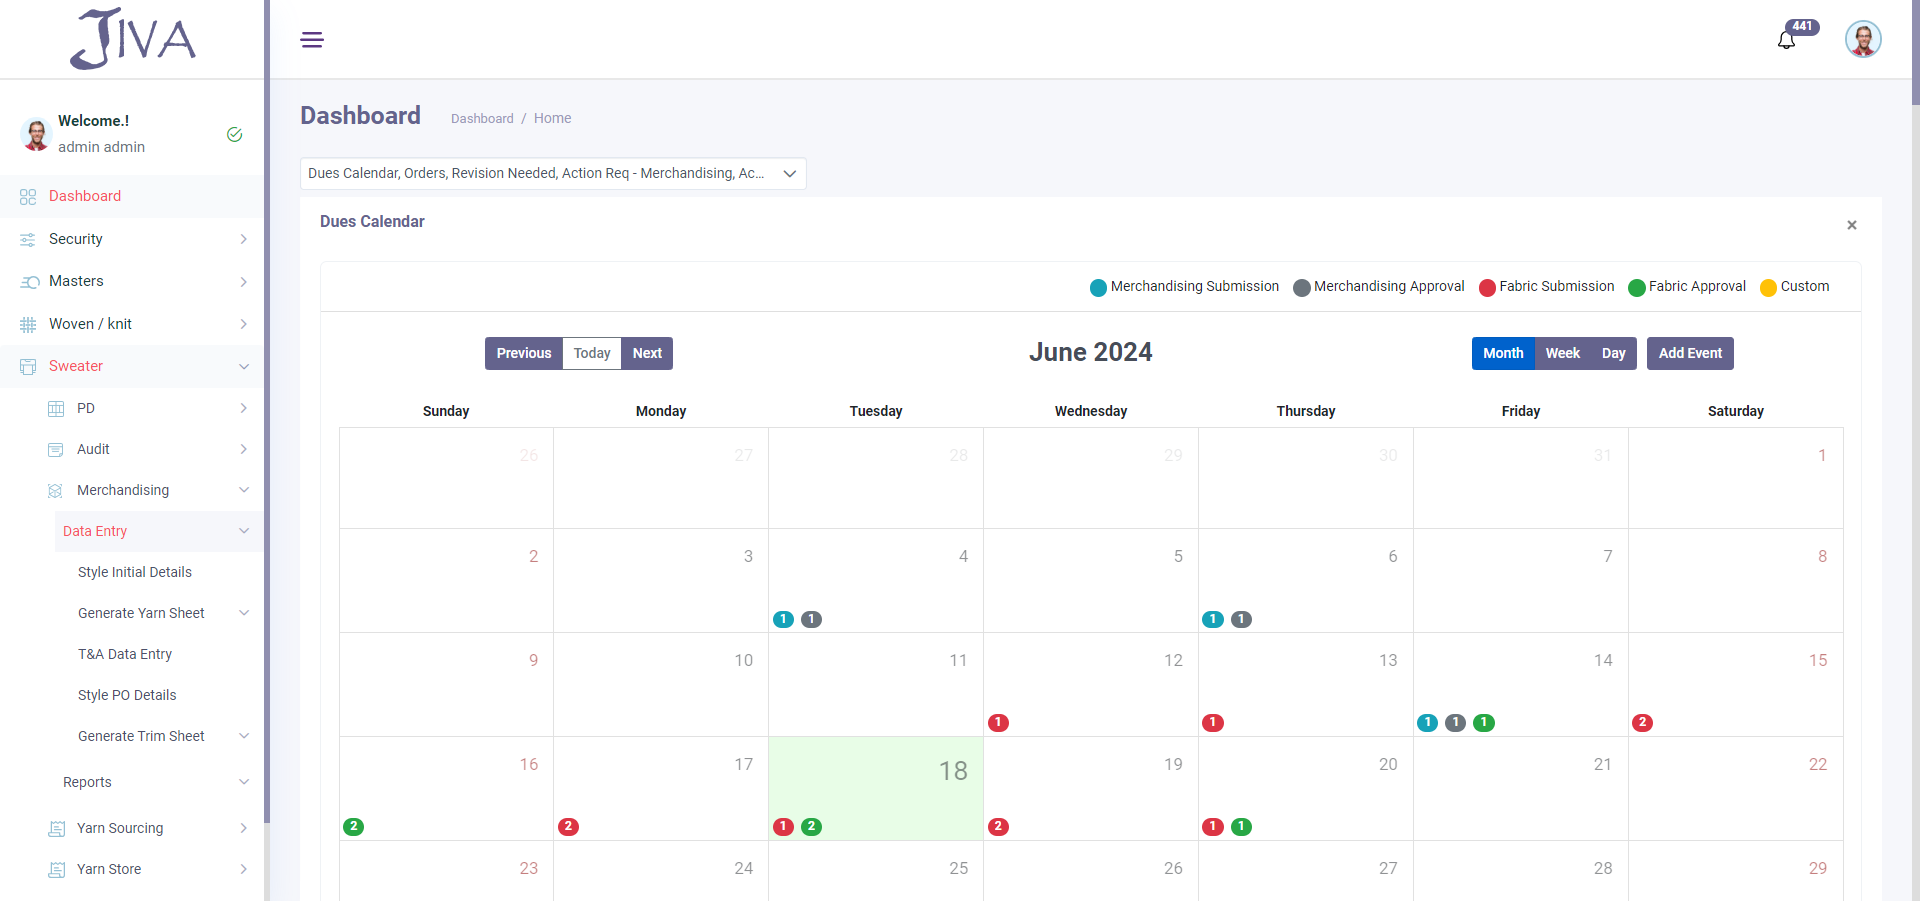 JIVA
441
Welcome.!
admin admin
Dashboard
Security
Masters
Woven / knit
Sweater
PD
Audit
Merchandising
Data Entry
Style Initial Details
Generate Yarn Sheet
T&A Data Entry
Style PO Details
Generate Trim Sheet
Reports
Yarn Sourcing
Yarn Store
Dashboard
Dashboard / Home
Dues Calendar, Orders, Revision Needed, Action Req - Merchandising, Ac...
Dues Calendar
×
Merchandising Submission Merchandising Approval Fabric Submission Fabric Approval Custom
Previous Today Next
June 2024
Month Week Day Add Event
Sunday Monday Tuesday Wednesday Thursday Friday Saturday
26 27 28 29 30 31 1
2 3 4 5 6 7 8
1 1 1 1
9 10 11 12 13 14 15
1 1 1 1 1 2
16 17 18 19 20 21 22
2 2 1 2 2 1 1
23 24 25 26 27 28 29